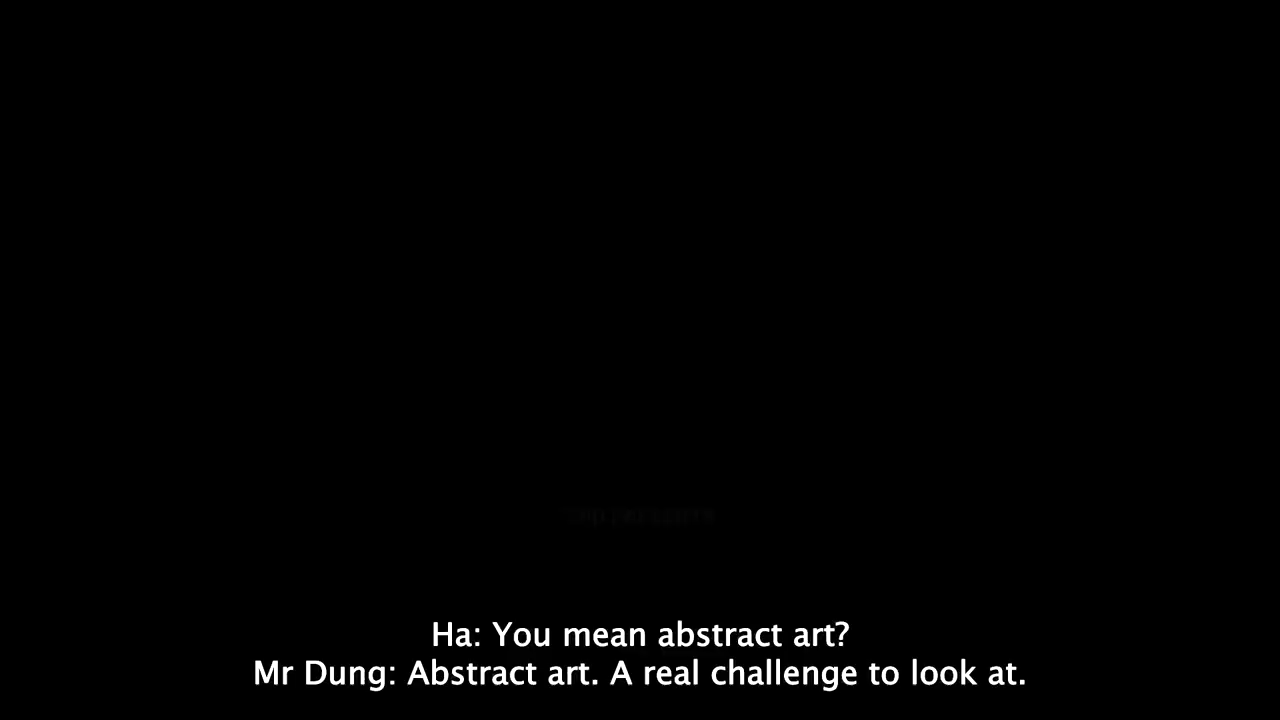 Ha: You mean abstract art?
Mr Dung: Abstract art. A real challenge to look at.